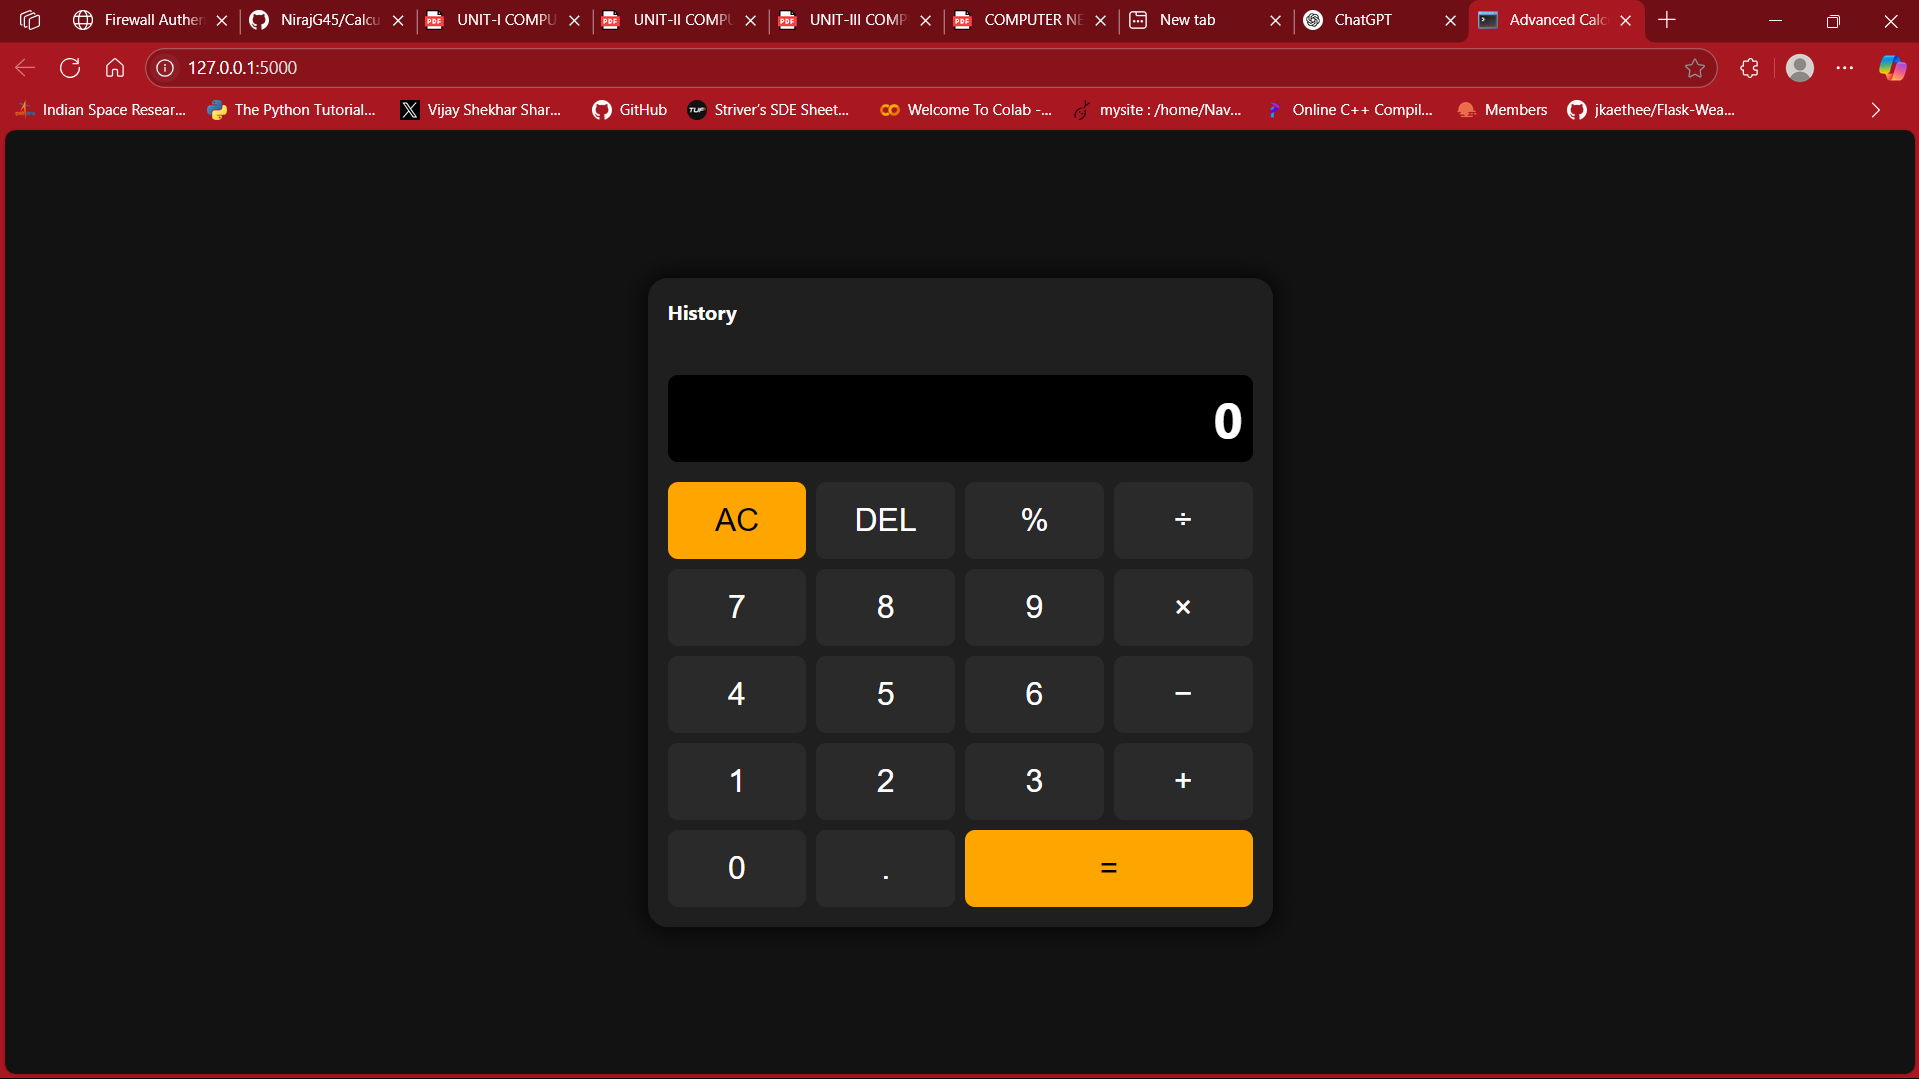 Firewall Authen
NirajG45/Calcu
UNIT-I COMPU
UNIT-II COMPU
UNIT-III COMP
COMPUTER NE
New tab
ChatGPT
Advanced Calc
127.0.0.1:5000
Indian Space Resear...
The Python Tutorial...
Vijay Shekhar Shar...
GitHub
TUF
Striver's SDE Sheet...
Welcome To Colab -...
mysite : /home/Nav...
Online C++ Compil...
Members
jkaethee/Flask-Wea...
History
0
AC DEL % ÷
7 8 9 ×
4 5 6 −
1 2 3 +
0 . =